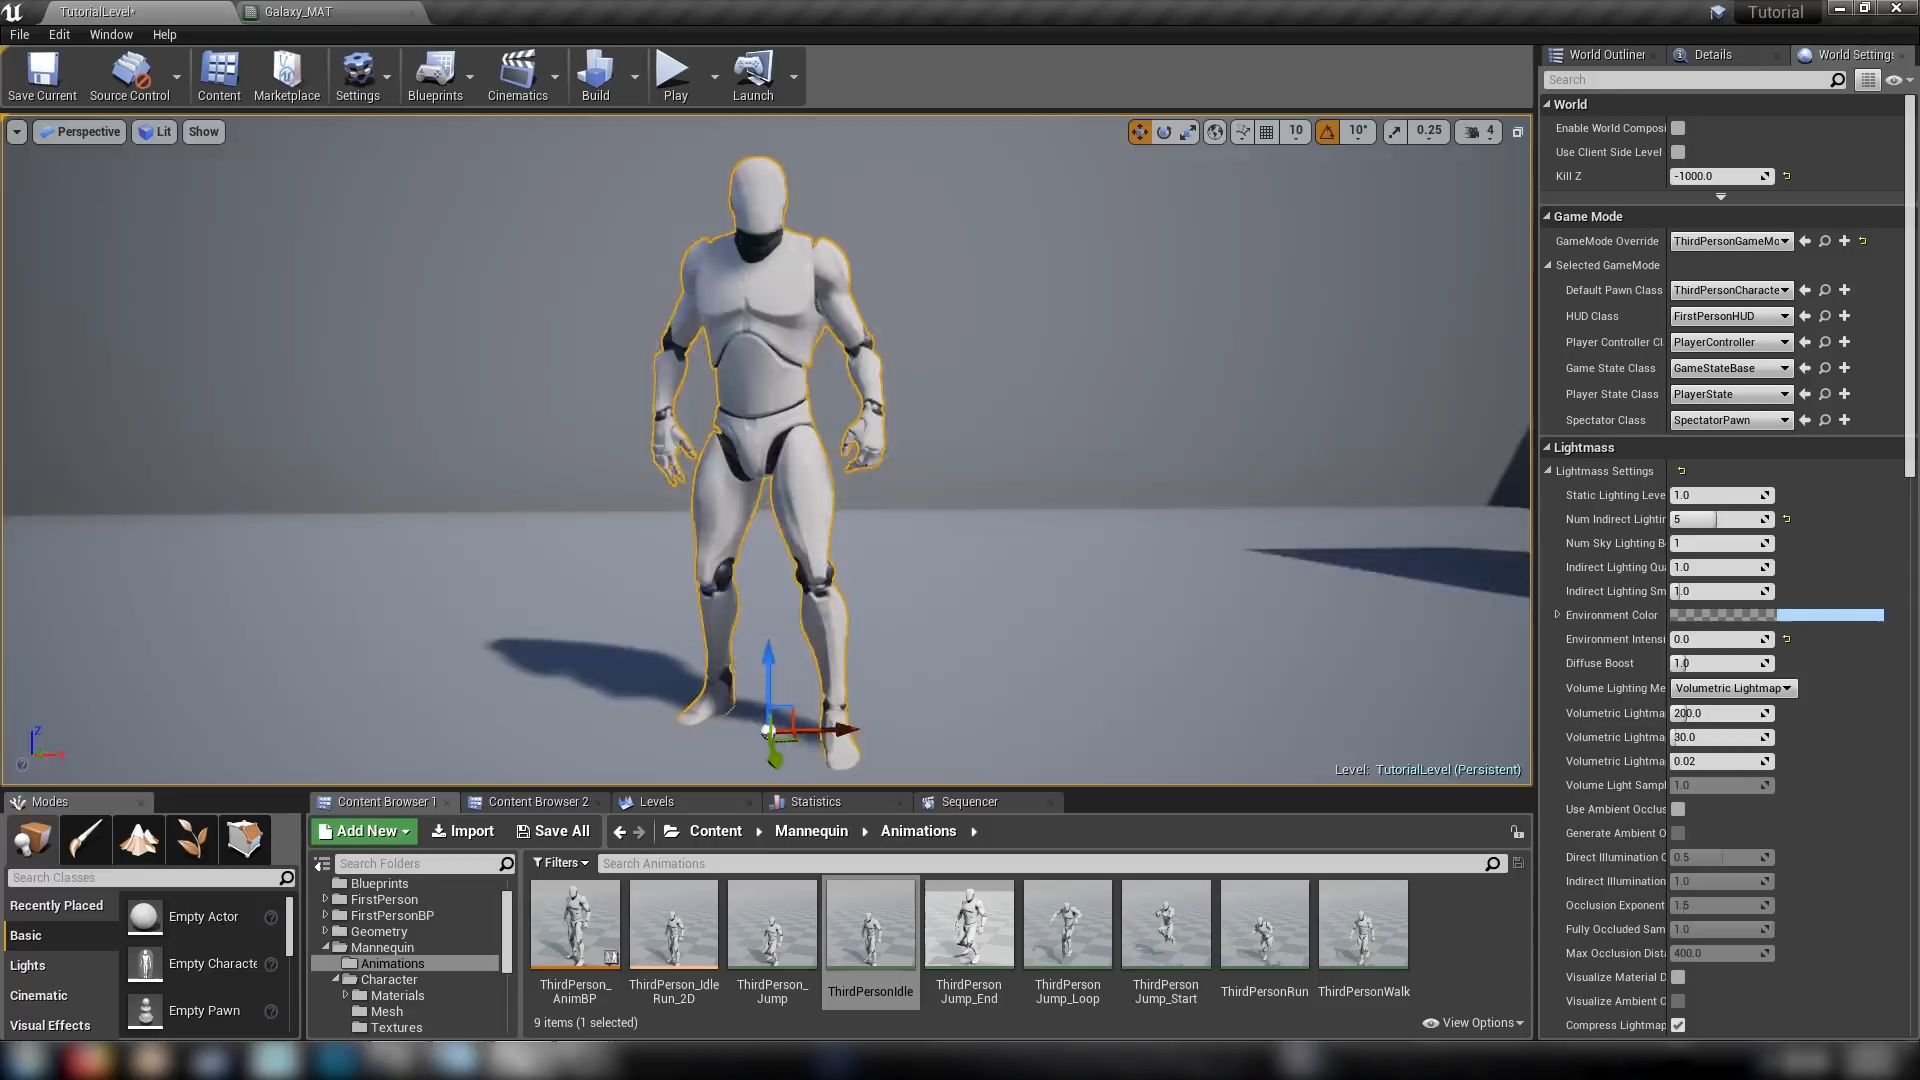 TutorialLevel*
Galaxy_MAT
Tutorial
File Edit Window Help
Save Current
Source Control
Content
Marketplace
Settings
Blueprints
Cinematics
Build
Play
Launch
Perspective
Lit
Show
10
10°
0.25
4
Z
Level: TutorialLevel (Persistent)
World Outliner
Details
World Settings
Search
World
Enable World Composi
Use Client Side Level
Kill Z -1000.0
Game Mode
GameMode Override ThirdPersonGameMo
Selected GameMode
Default Pawn Class ThirdPersonCharacte
HUD Class FirstPersonHUD
Player Controller Cl PlayerController
Game State Class GameStateBase
Player State Class PlayerState
Spectator Class SpectatorPawn
Lightmass
Lightmass Settings
Static Lighting Leve 1.0
Num Indirect Lightin 5
Num Sky Lighting B 1
Indirect Lighting Qua 1.0
Indirect Lighting Sm 1.0
Environment Color
Environment Intensi 0.0
Diffuse Boost 1.0
Volume Lighting Me Volumetric Lightmap
Volumetric Lightma 200.0
Volumetric Lightma 30.0
Volumetric Lightma 0.02
Volume Light Sampl 1.0
Use Ambient Occlus
Generate Ambient O
Direct Illumination C 0.5
Indirect Illumination 1.0
Occlusion Exponent 1.5
Fully Occluded Sam 1.0
Max Occlusion Dista 400.0
Visualize Material D
Visualize Ambient O
Compress Lightmap
Modes
Search Classes
Recently Placed
Basic
Lights
Cinematic
Visual Effects
Empty Actor
Empty Characte
Empty Pawn
Content Browser 1
Content Browser 2
Levels
Statistics
Sequencer
Add New
Import
Save All
Content
Mannequin
Animations
Search Folders
Filters
Search Animations
Blueprints
FirstPerson
FirstPersonBP
Geometry
Mannequin
Animations
Character
Materials
Mesh
Textures
ThirdPerson_
AnimBP
ThirdPerson_Idle
Run_2D
ThirdPerson_
Jump
ThirdPersonIdle
ThirdPerson
Jump_End
ThirdPerson
Jump_Loop
ThirdPerson
Jump_Start
ThirdPersonRun
ThirdPersonWalk
9 items (1 selected)
View Options